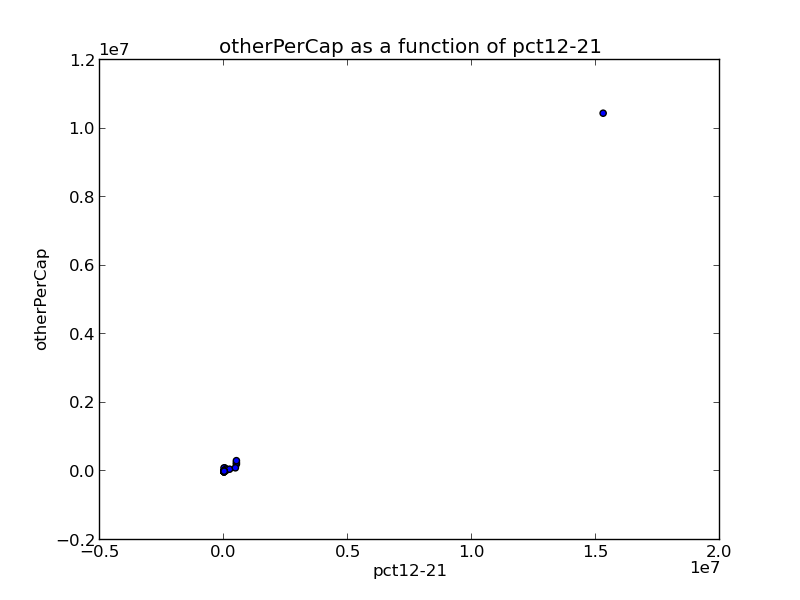 otherPerCap as a function of pct12-21
1e7
1.2
1.0
0.8
0.6
0.4
0.2
0.0
−0.2
otherPerCap
−0.5 0.0 0.5 1.0 1.5 2.0
1e7
pct12-21